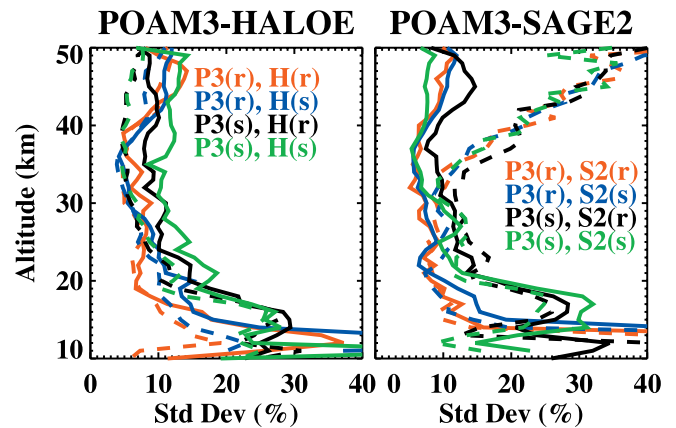 POAM3-HALOE POAM3-SAGE2
P3(r), H(r)
P3(r), H(s)
P3(s), H(r)
P3(s), H(s)
P3(r), S2(r)
P3(r), S2(s)
P3(s), S2(r)
P3(s), S2(s)
Altitude (km)
50
40
30
20
10
0 10 20 30 40 0 10 20 30 40
Std Dev (%) Std Dev (%)